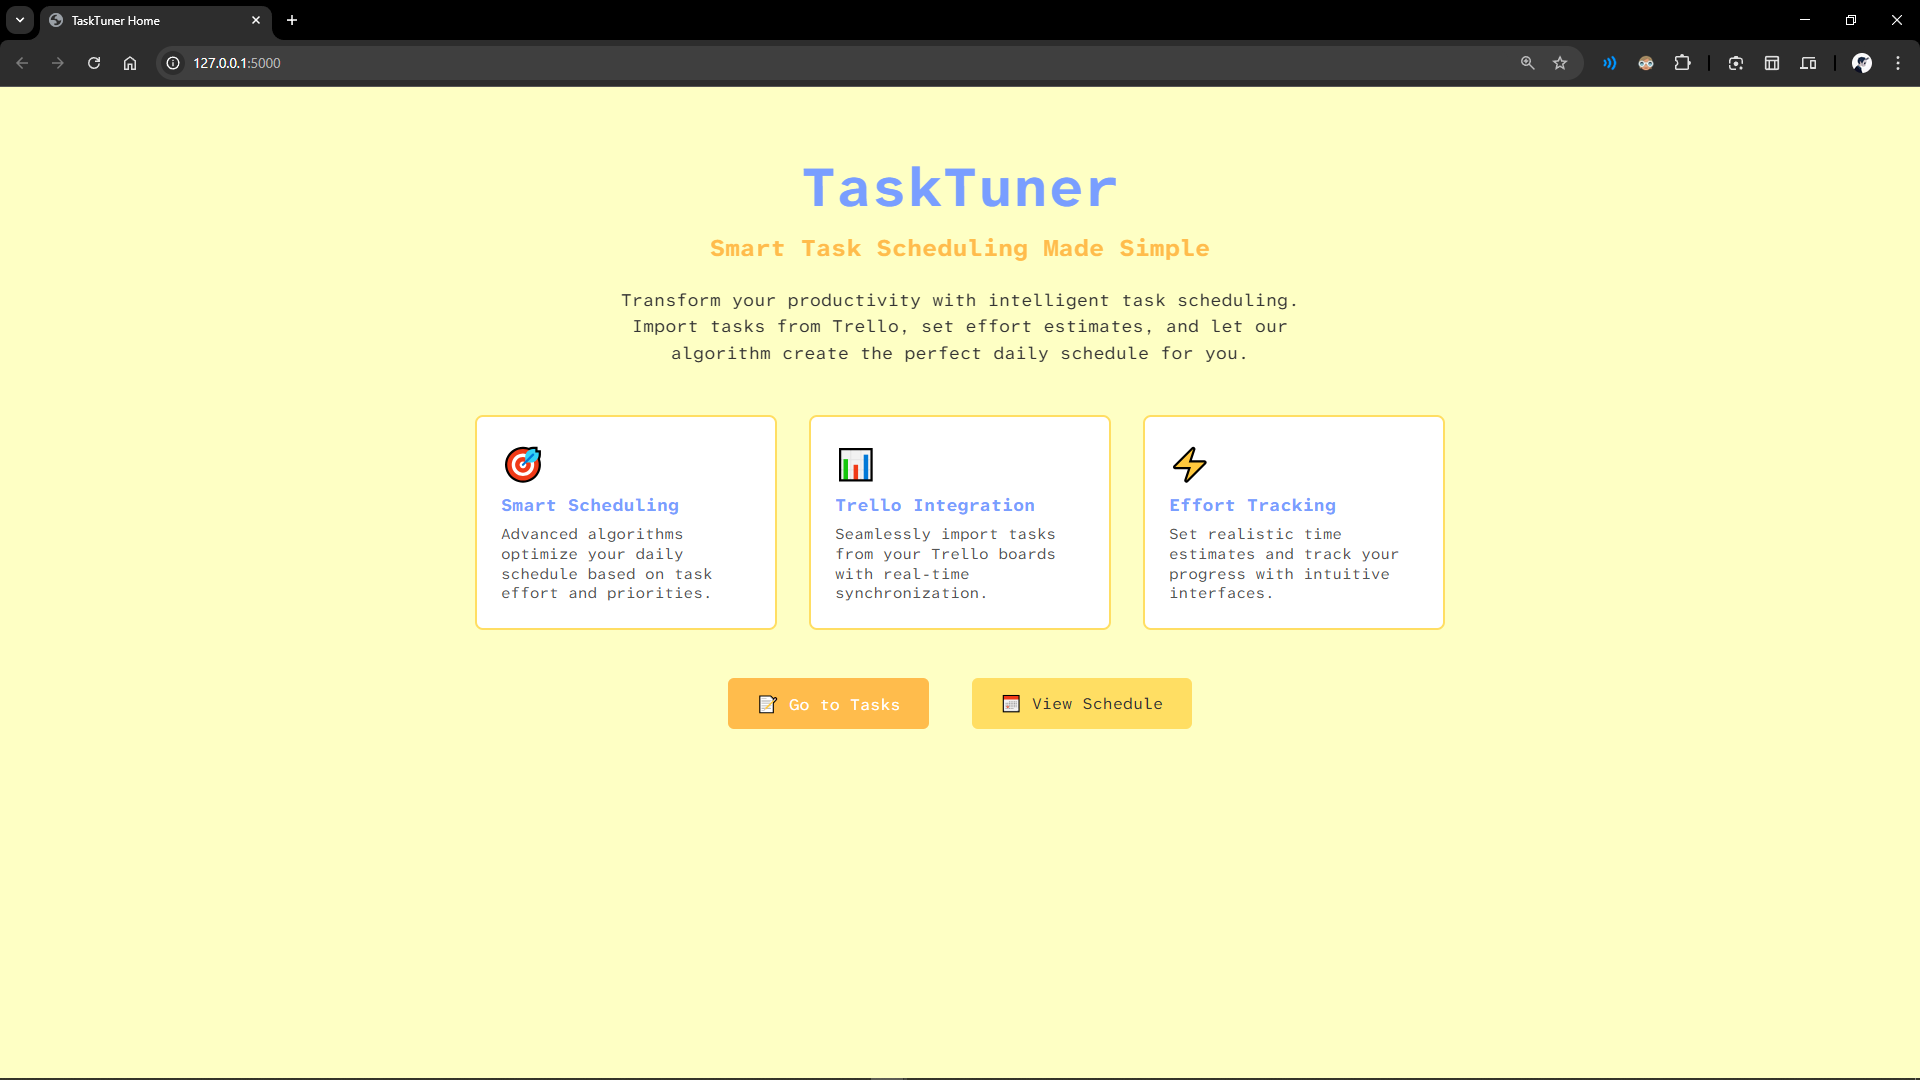 TaskTuner Home
127.0.0.1:5000
TaskTuner
Smart Task Scheduling Made Simple
Transform your productivity with intelligent task scheduling.
Import tasks from Trello, set effort estimates, and let our
algorithm create the perfect daily schedule for you.
Smart Scheduling
Advanced algorithms
optimize your daily
schedule based on task
effort and priorities.
Trello Integration
Seamlessly import tasks
from your Trello boards
with real-time
synchronization.
Effort Tracking
Set realistic time
estimates and track your
progress with intuitive
interfaces.
Go to Tasks
View Schedule